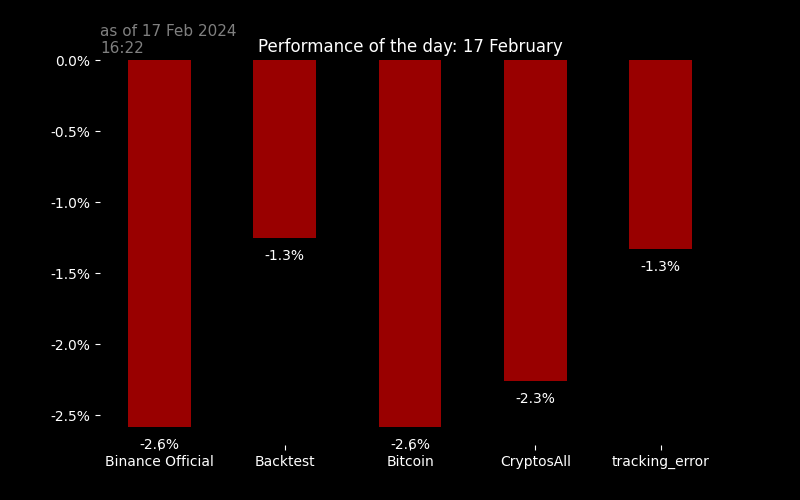 as of 17 Feb 2024
16:22
Performance of the day: 17 February
0.0%
-0.5%
-1.0%
-1.5%
-2.0%
-2.5%
-2.6%
-1.3%
-2.6%
-2.3%
-1.3%
Binance Official
Backtest
Bitcoin
CryptosAll
tracking_error